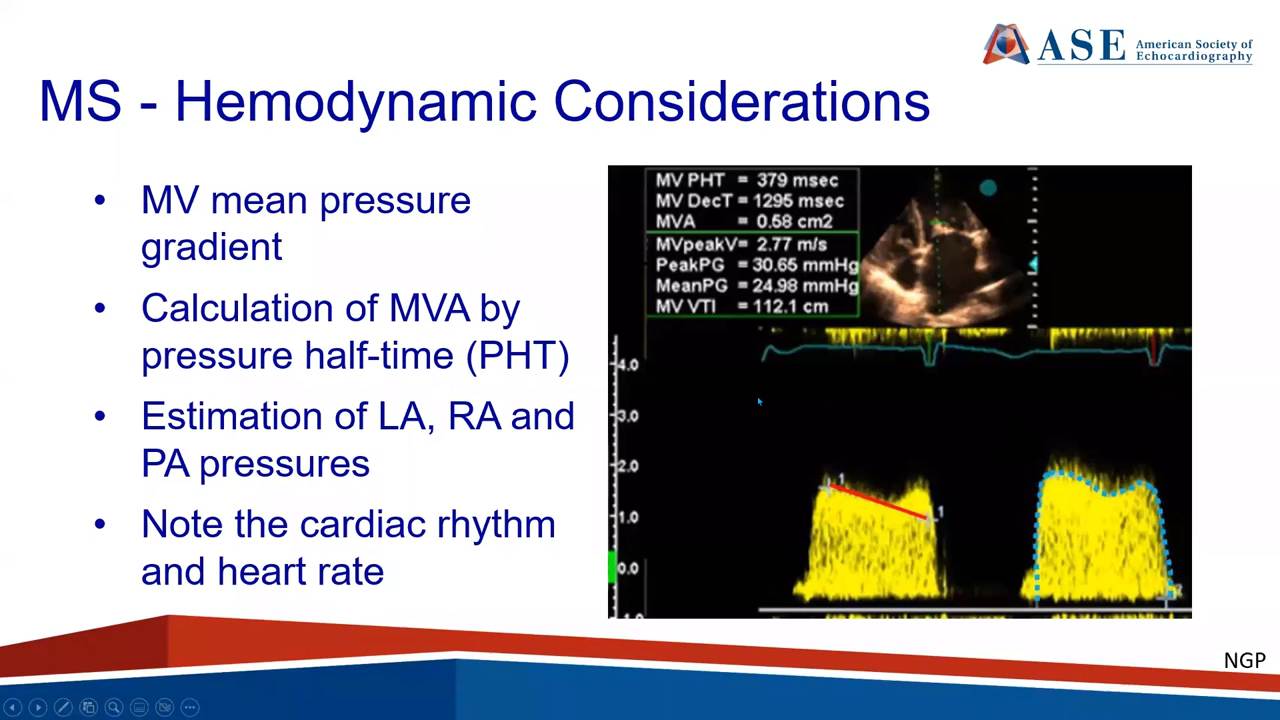 ASE American Society of
Echocardiography
MS - Hemodynamic Considerations
• MV mean pressure
gradient
• Calculation of MVA by
pressure half-time (PHT)
• Estimation of LA, RA and
PA pressures
• Note the cardiac rhythm
and heart rate
MV PHT = 379 msec
MV DecT = 1295 msec
MVA = 0.58 cm2
MVpeakV= 2.77 m/s
PeakPG = 30.65 mmHg
MeanPG = 24.98 mmHg
MV VTI = 112.1 cm
4.0
3.0
2.0
1.0
0.0
1
1
NGP